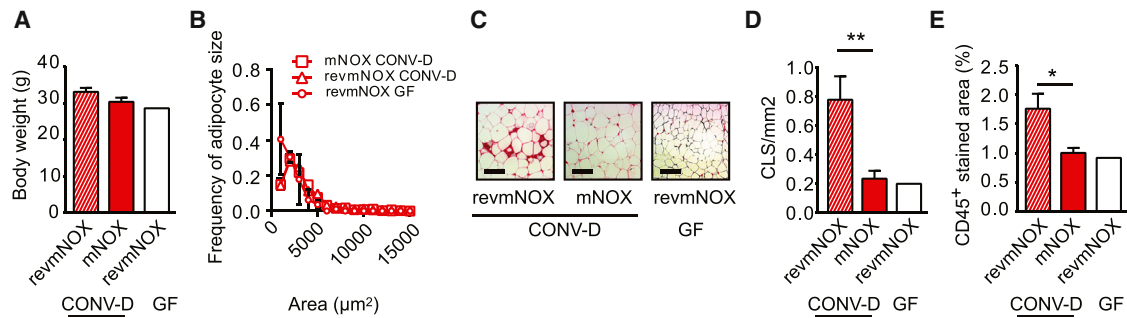 A
Body weight (g)
40
30
20
10
0
revmNOX
mNOX
revmNOX
CONV-D
GF
B
Frequency of adipocyte size
mNOX CONV-D
revmNOX CONV-D
revmNOX GF
0.8
0.6
0.4
0.2
0.0
0
5000
10000
15000
Area (µm²)
C
revmNOX
mNOX
revmNOX
CONV-D
GF
D
**
CLS/mm2
1.0
0.8
0.6
0.4
0.2
0.0
revmNOX
mNOX
revmNOX
CONV-D
GF
E
*
CD45⁺ stained area (%)
2.5
2.0
1.5
1.0
0.5
0.0
revmNOX
mNOX
revmNOX
CONV-D
GF